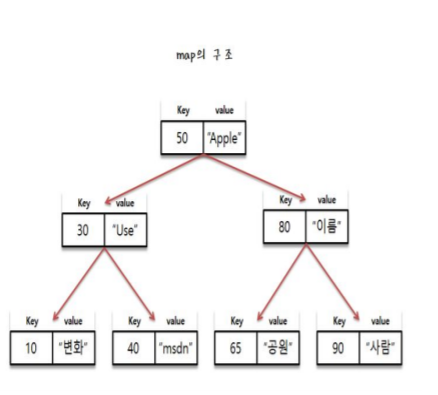 map의 구조
Key value
50 "Apple"
Key value Key value
30 "Use" 80 "이름"
Key value Key value Key value Key value
10 "변화" 40 "msdn" 65 "공원" 90 "사람"